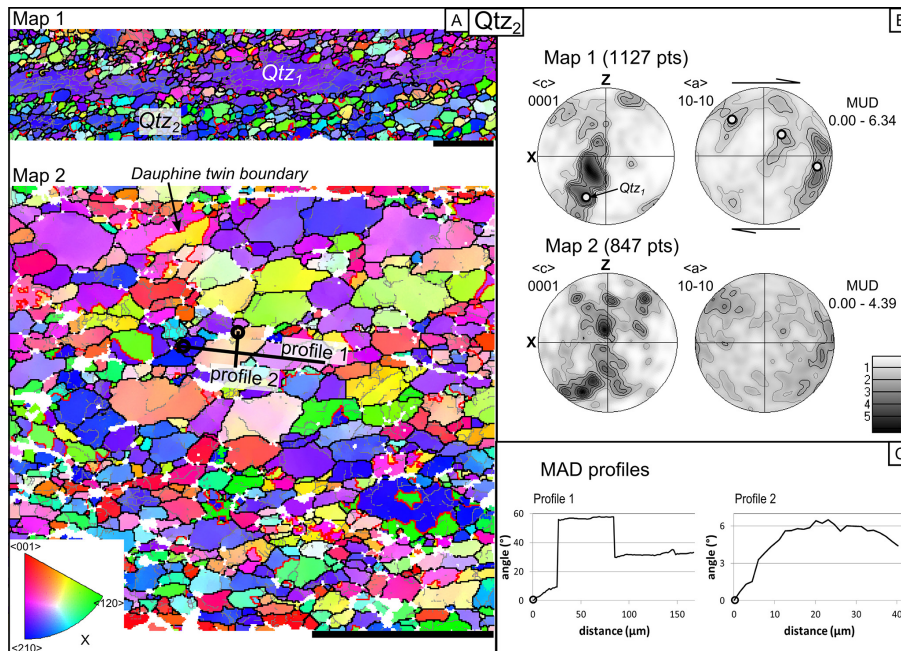 Map 1
A
Qtz₁
Qtz₂
Map 2
Dauphine twin boundary
profile 1
profile 2
<001>
<120>
<210>
X
Qtz₂
Map 1 (1127 pts)
<c>
0001
Z
<a>
10-10
MUD
0.00 - 6.34
X
Qtz₁
Map 2 (847 pts)
<c>
0001
Z
<a>
10-10
MUD
0.00 - 4.39
X
1
2
3
4
5
MAD profiles
Profile 1
60
40
20
0
angle (°)
0
50
100
150
distance (µm)
Profile 2
6
3
0
angle (°)
0
10
20
30
40
distance (µm)